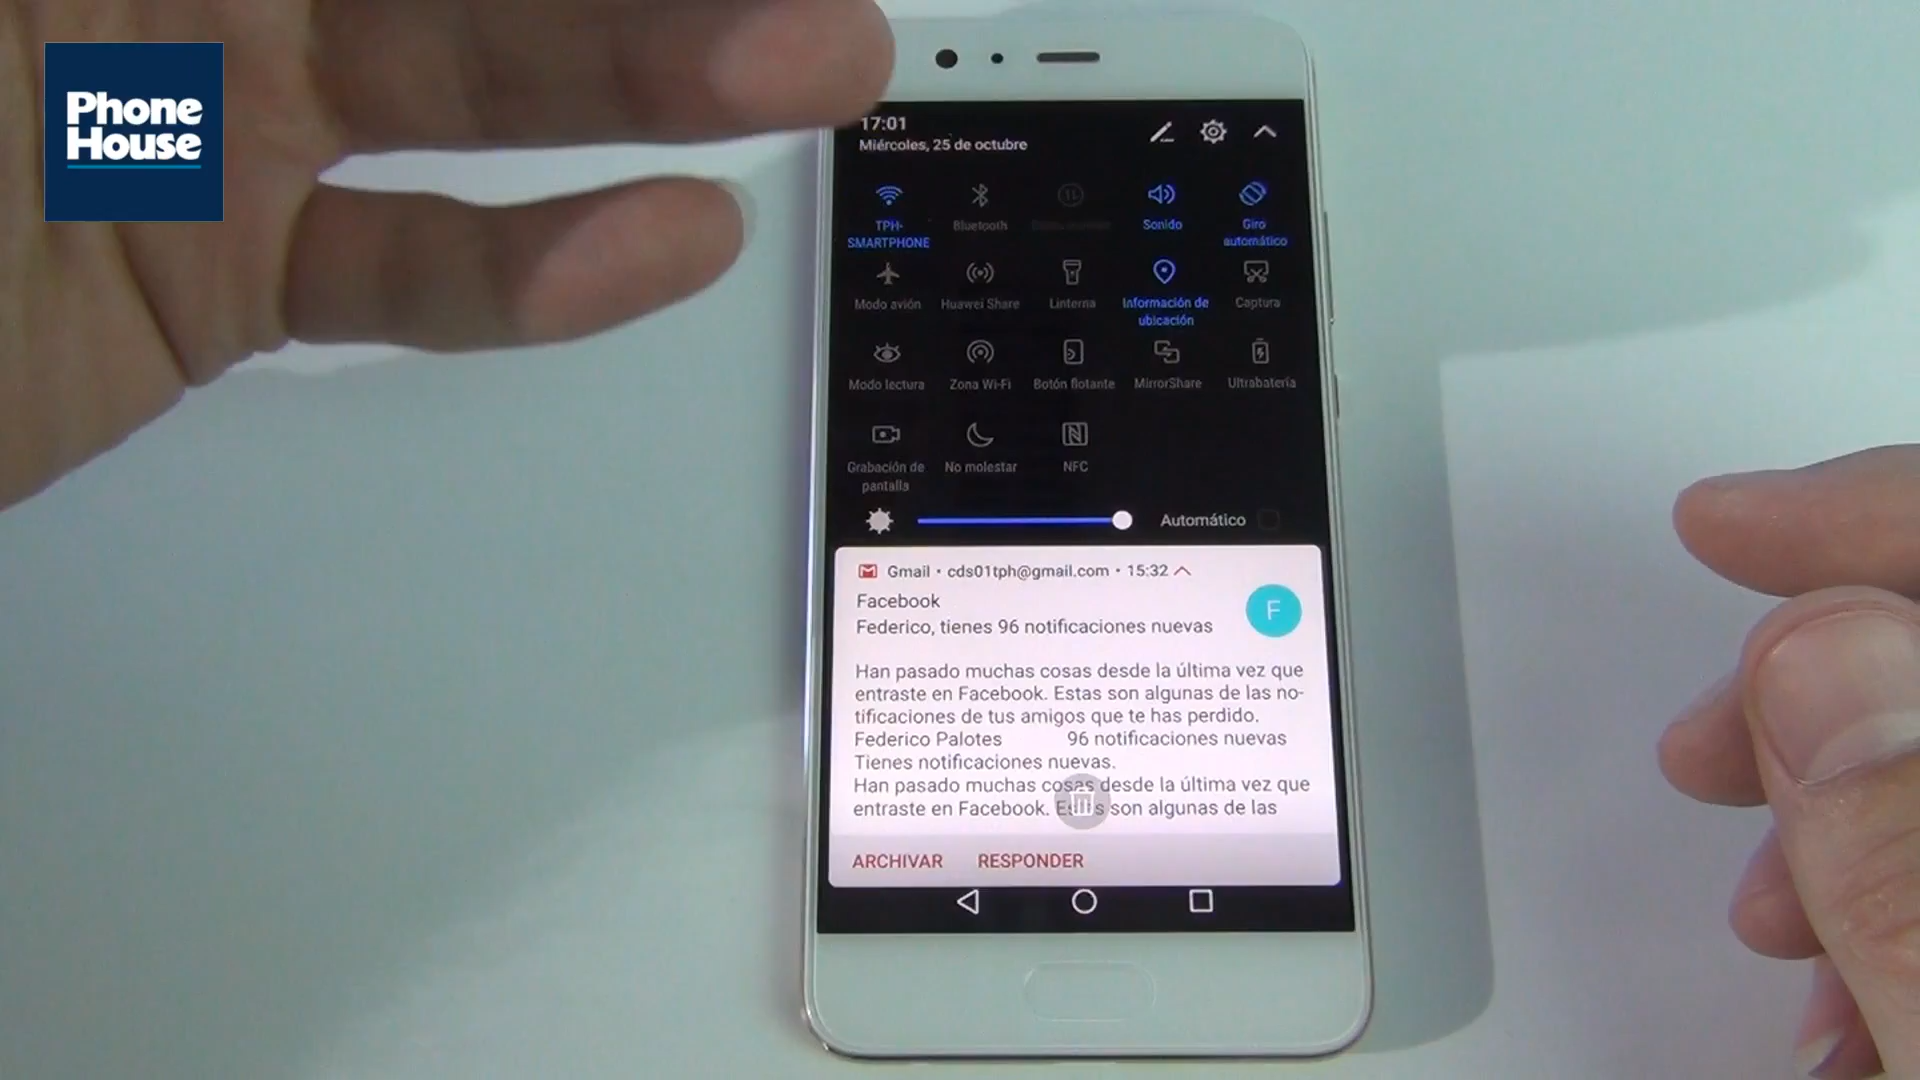 Phone
House
17:01
Miércoles, 25 de octubre
TPH-
SMARTPHONE
Bluetooth
Sonido
Giro
automático
Modo avión
Huawei Share
Linterna
Información de
ubicación
Captura
Modo lectura
Zona Wi-Fi
Botón flotante
MirrorShare
Ultrabatería
Grabación de
pantalla
No molestar
NFC
Automático
Gmail • cds01tph@gmail.com • 15:32
Facebook
F
Federico, tienes 96 notificaciones nuevas
Han pasado muchas cosas desde la última vez que
entraste en Facebook. Estas son algunas de las no-
tificaciones de tus amigos que te has perdido.
Federico Palotes 96 notificaciones nuevas
Tienes notificaciones nuevas.
Han pasado muchas cosas desde la última vez que
entraste en Facebook. Estas son algunas de las
ARCHIVAR RESPONDER